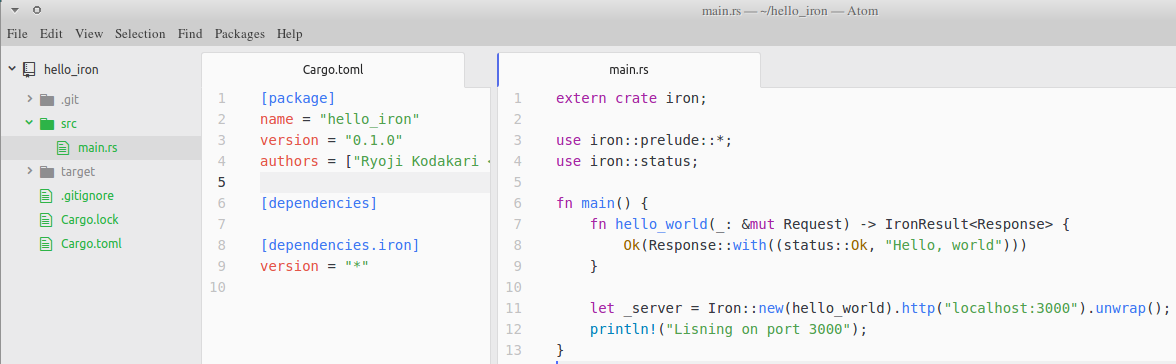 main.rs — ~/hello_iron — Atom
File Edit View Selection Find Packages Help
hello_iron
.git
src
main.rs
target
.gitignore
Cargo.lock
Cargo.toml
Cargo.toml
1 [package]
2 name = "hello_iron"
3 version = "0.1.0"
4 authors = ["Ryoji Kodakari <
5
6 [dependencies]
7
8 [dependencies.iron]
9 version = "*"
10
main.rs
1 extern crate iron;
2
3 use iron::prelude::*;
4 use iron::status;
5
6 fn main() {
7     fn hello_world(_: &mut Request) -> IronResult<Response> {
8         Ok(Response::with((status::Ok, "Hello, world")))
9     }
10
11     let _server = Iron::new(hello_world).http("localhost:3000").unwrap();
12     println!("Lisning on port 3000");
13 }